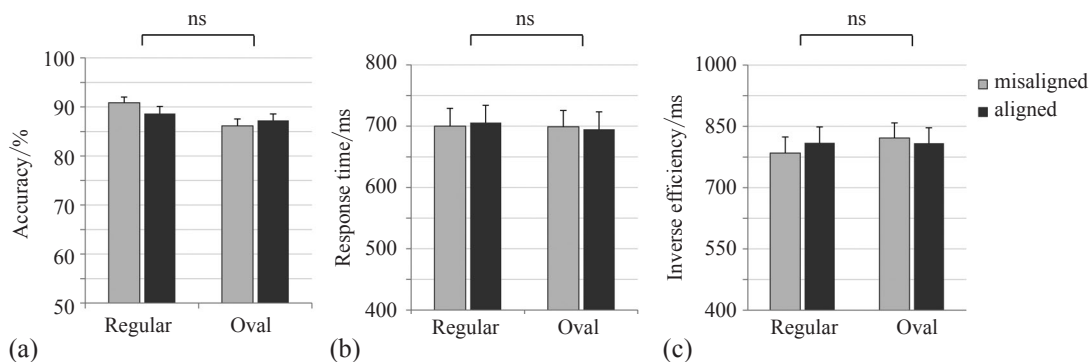 ns
100
90
80
70
60
50
Accuracy/%
Regular
Oval
(a)
ns
800
700
600
500
400
Response time/ms
Regular
Oval
(b)
ns
1000
850
700
550
400
Inverse efficiency/ms
Regular
Oval
(c)
misaligned
aligned